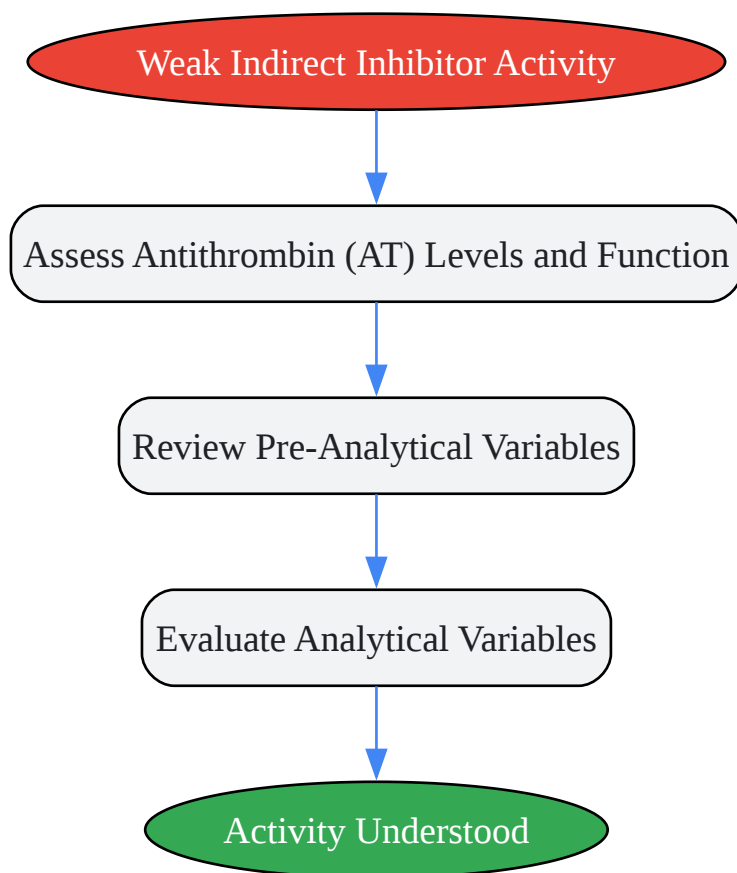 Weak Indirect Inhibitor Activity
Assess Antithrombin (AT) Levels and Function
Review Pre-Analytical Variables
Evaluate Analytical Variables
Activity Understood